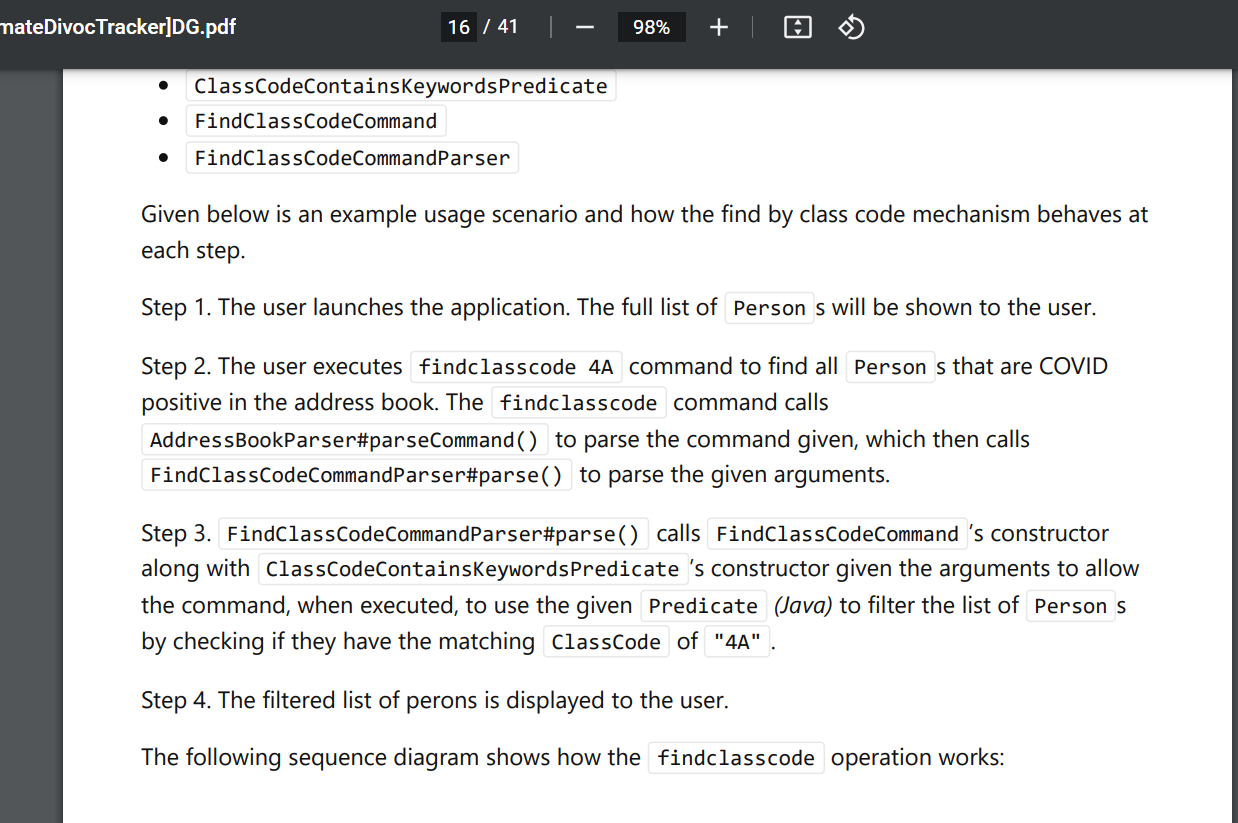 mateDivocTracker]DG.pdf
16 / 41
98%
ClassCodeContainsKeywordsPredicate
FindClassCodeCommand
FindClassCodeCommandParser
Given below is an example usage scenario and how the find by class code mechanism behaves at
each step.
Step 1. The user launches the application. The full list of Person s will be shown to the user.
Step 2. The user executes findclasscode 4A command to find all Person s that are COVID
positive in the address book. The findclasscode command calls
AddressBookParser#parseCommand() to parse the command given, which then calls
FindClassCodeCommandParser#parse() to parse the given arguments.
Step 3. FindClassCodeCommandParser#parse() calls FindClassCodeCommand 's constructor
along with ClassCodeContainsKeywordsPredicate 's constructor given the arguments to allow
the command, when executed, to use the given Predicate (Java) to filter the list of Person s
by checking if they have the matching ClassCode of "4A" .
Step 4. The filtered list of perons is displayed to the user.
The following sequence diagram shows how the findclasscode operation works: